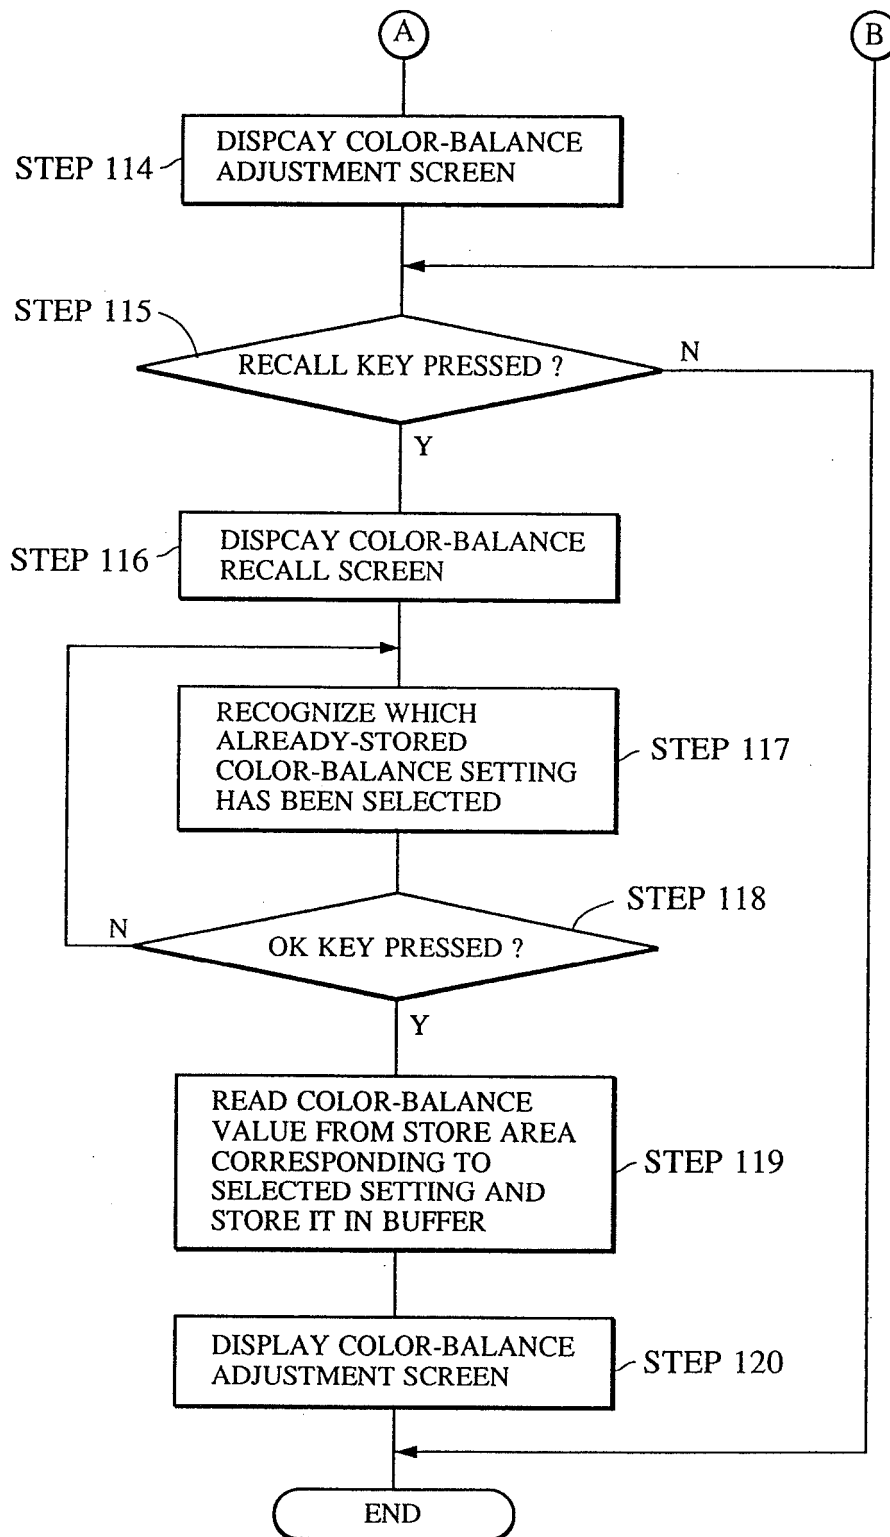 A
B
STEP 114
DISPCAY COLOR-BALANCE
ADJUSTMENT SCREEN
STEP 115
RECALL KEY PRESSED ?
N
Y
STEP 116
DISPCAY COLOR-BALANCE
RECALL SCREEN
RECOGNIZE WHICH
ALREADY-STORED
COLOR-BALANCE SETTING
HAS BEEN SELECTED
STEP 117
STEP 118
N
OK KEY PRESSED ?
Y
READ COLOR-BALANCE
VALUE FROM STORE AREA
CORRESPONDING TO
SELECTED SETTING AND
STORE IT IN BUFFER
STEP 119
DISPLAY COLOR-BALANCE
ADJUSTMENT SCREEN
STEP 120
END